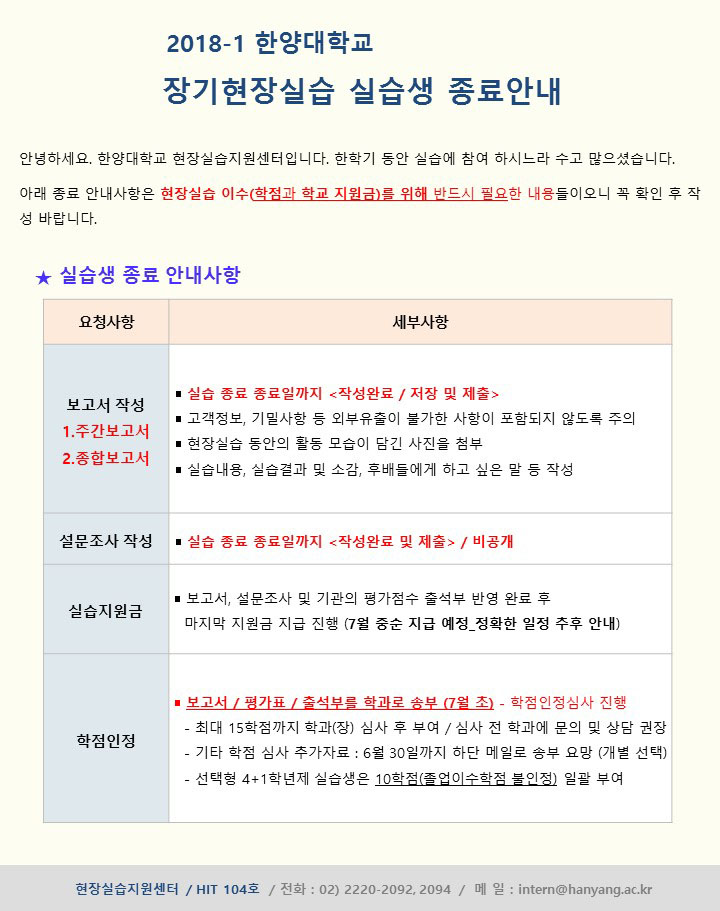 2018-1 한양대학교
장기현장실습 실습생 종료안내
안녕하세요. 한양대학교 현장실습지원센터입니다. 한학기 동안 실습에 참여 하시느라 수고 많으셨습니다.
아래 종료 안내사항은 현장실습 이수(학점과 학교 지원금)를 위해 반드시 필요한 내용들이오니 꼭 확인 후 작
성 바랍니다.
★ 실습생 종료 안내사항
요청사항
세부사항
보고서 작성
1.주간보고서
2.종합보고서
▪ 실습 종료 종료일까지 <작성완료 / 저장 및 제출>
▪ 고객정보, 기밀사항 등 외부유출이 불가한 사항이 포함되지 않도록 주의
▪ 현장실습 동안의 활동 모습이 담긴 사진을 첨부
▪ 실습내용, 실습결과 및 소감, 후배들에게 하고 싶은 말 등 작성
설문조사 작성
▪ 실습 종료 종료일까지 <작성완료 및 제출> / 비공개
실습지원금
▪ 보고서, 설문조사 및 기관의 평가점수 출석부 반영 완료 후
마지막 지원금 지급 진행 (7월 중순 지급 예정_정확한 일정 추후 안내)
학점인정
▪ 보고서 / 평가표 / 출석부를 학과로 송부 (7월 초) - 학점인정심사 진행
- 최대 15학점까지 학과(장) 심사 후 부여 / 심사 전 학과에 문의 및 상담 권장
- 기타 학점 심사 추가자료 : 6월 30일까지 하단 메일로 송부 요망 (개별 선택)
- 선택형 4+1학년제 실습생은 10학점(졸업이수학점 불인정) 일괄 부여
현장실습지원센터 / HIT 104호 / 전화 : 02) 2220-2092, 2094 / 메 일 : intern@hanyang.ac.kr